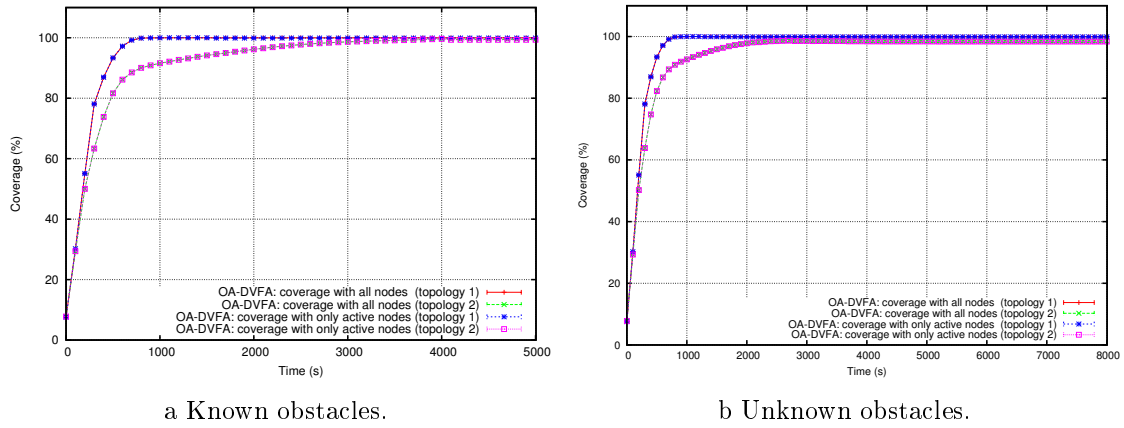 100
80
60
40
20
0
Coverage (%)
OA-DVFA: coverage with all nodes (topology 1)
OA-DVFA: coverage with all nodes (topology 2)
OA-DVFA: coverage with only active nodes (topology 1)
OA-DVFA: coverage with only active nodes (topology 2)
0 1000 2000 3000 4000 5000
Time (s)
a Known obstacles.
100
80
60
40
20
0
Coverage (%)
OA-DVFA: coverage with all nodes (topology 1)
OA-DVFA: coverage with all nodes (topology 2)
OA-DVFA: coverage with only active nodes (topology 1)
OA-DVFA: coverage with only active nodes (topology 2)
0 1000 2000 3000 4000 5000 6000 7000 8000
Time (s)
b Unknown obstacles.